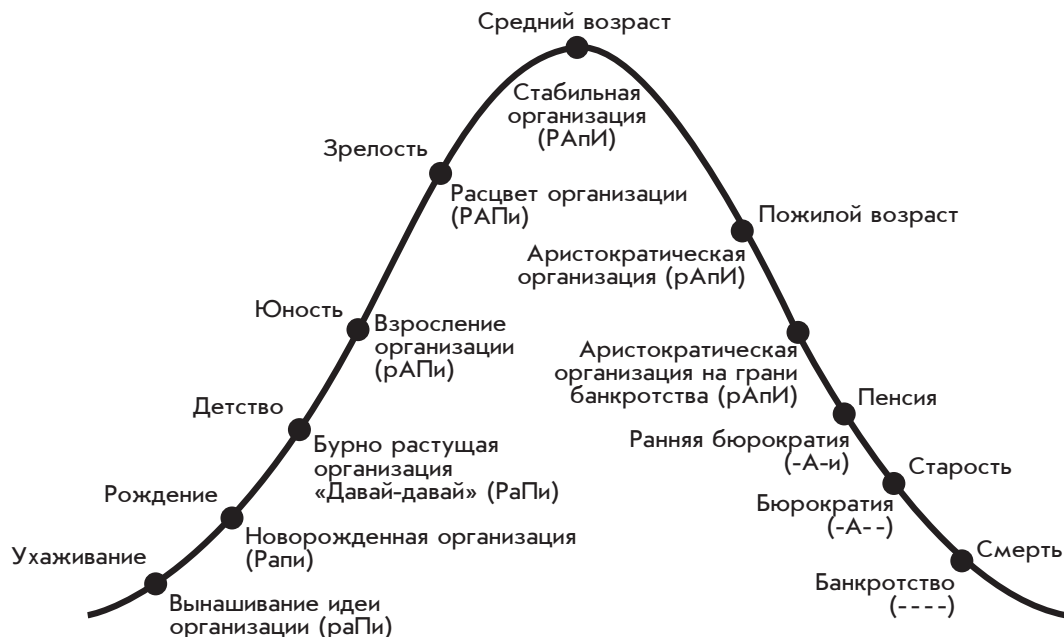 Средний возраст
Стабильная
организация
(РАпИ)
Зрелость
Расцвет организации
(РАПи)
Пожилой возраст
Аристократическая
организация (рАпИ)
Юность
Взросление
организации
(рАПи)
Аристократическая
организация на грани
банкротства (рАпИ)
Детство
Пенсия
Бурно растущая
организация
«Давай-давай» (РаПи)
Ранняя бюрократия
(-А-и)
Старость
Рождение
Бюрократия
(-А--)
Новорожденная организация
(Рапи)
Ухаживание
Смерть
Банкротство
(----)
Вынашивание идеи
организации (раПи)